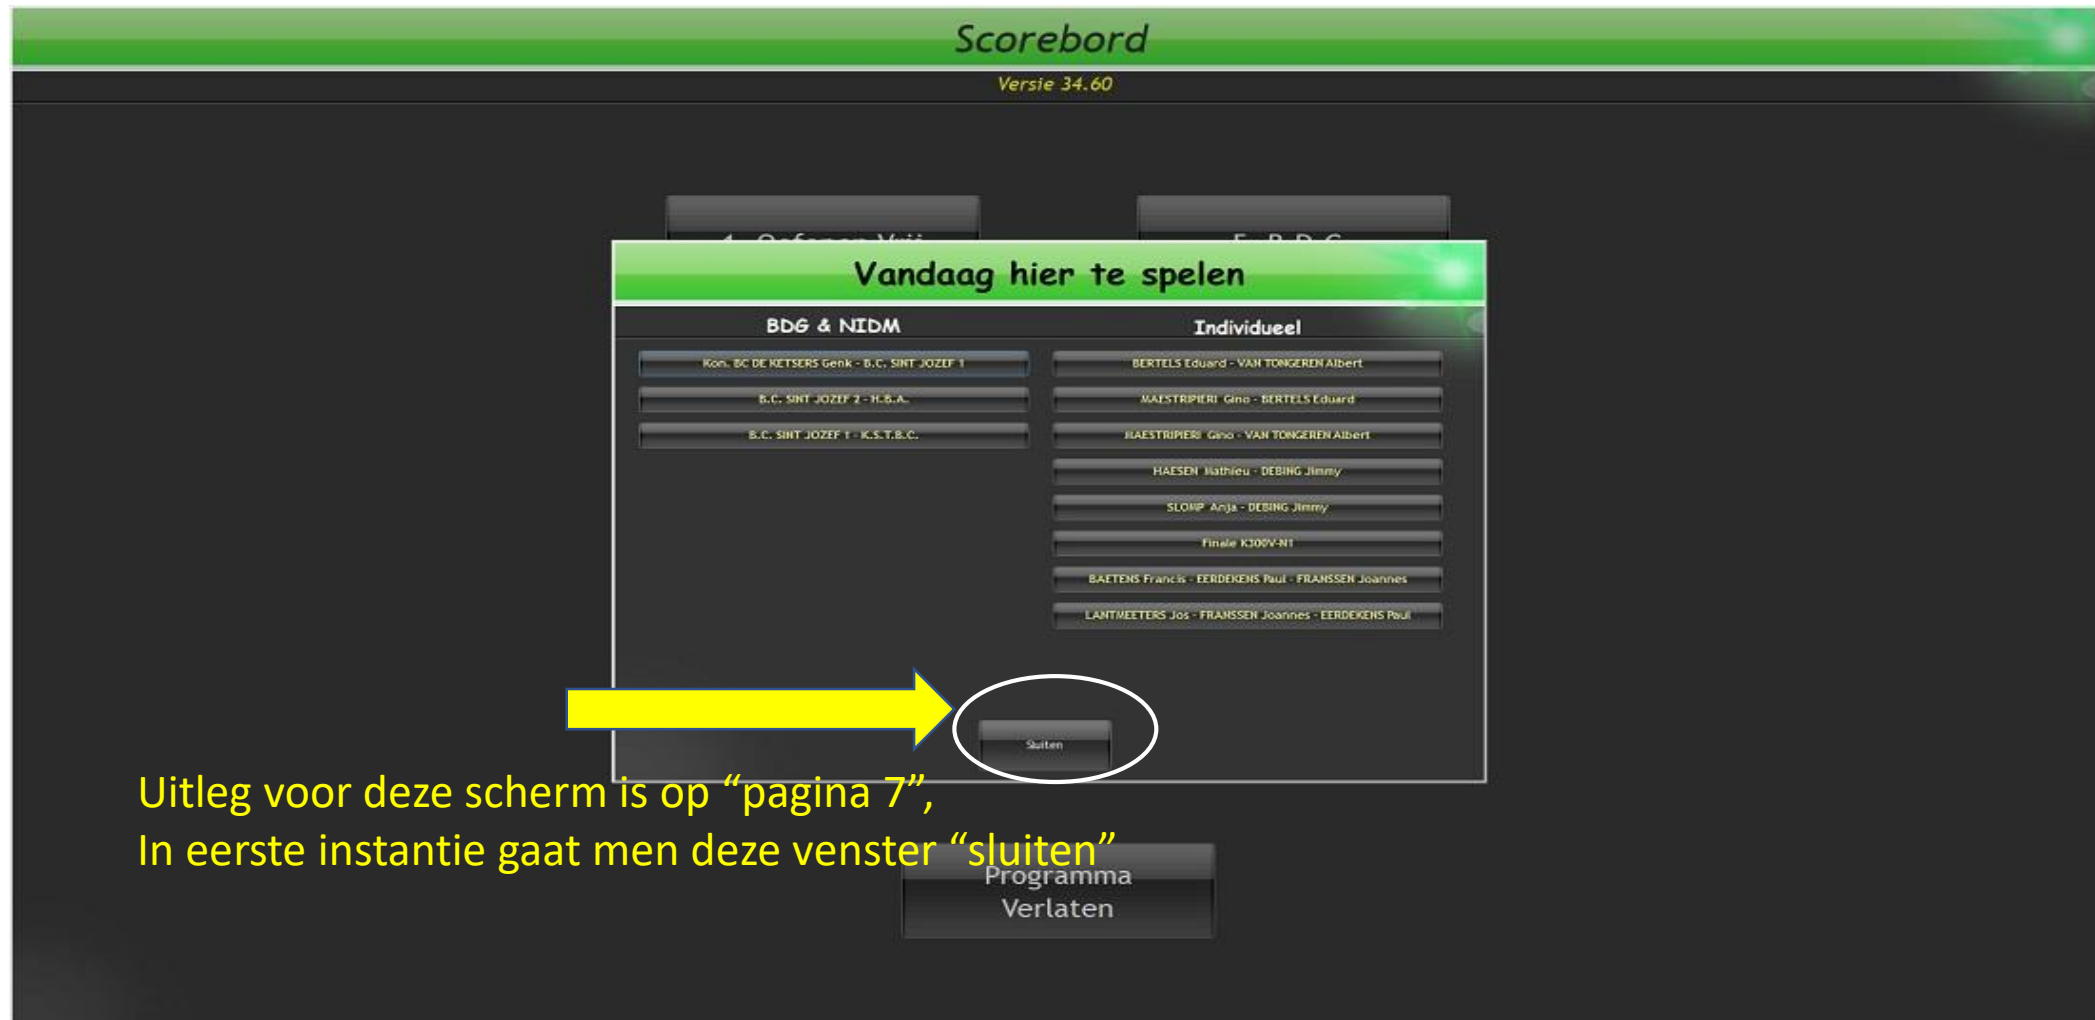 Scorebord
Versie 34.60
Vandaag hier te spelen
BDG & NIDM
Individueel
Kon. BC DE KETSERS Genk - B.C. SINT JOZEF 1
B.C. SINT JOZEF 2 - H.B.A.
B.C. SINT JOZEF 1 - K.S.T.B.C.
BERTELS Eduard - VAN TONGEREN Albert
MAESTRIPIERI Gino - BERTELS Eduard
MAESTRIPIERI Gino - VAN TONGEREN Albert
HAESEN Mathieu - DEBING Jimmy
SLOMP Anja - DEBING Jimmy
Finale K300V-N1
BAETENS Francis - EERDEKENS Paul - FRANSSEN Joannes
LANTMEETERS Jos - FRANSSEN Joannes - EERDEKENS Paul
Sluiten
Uitleg voor deze scherm is op “pagina 7”,
In eerste instantie gaat men deze venster “sluiten”
Programma
Verlaten